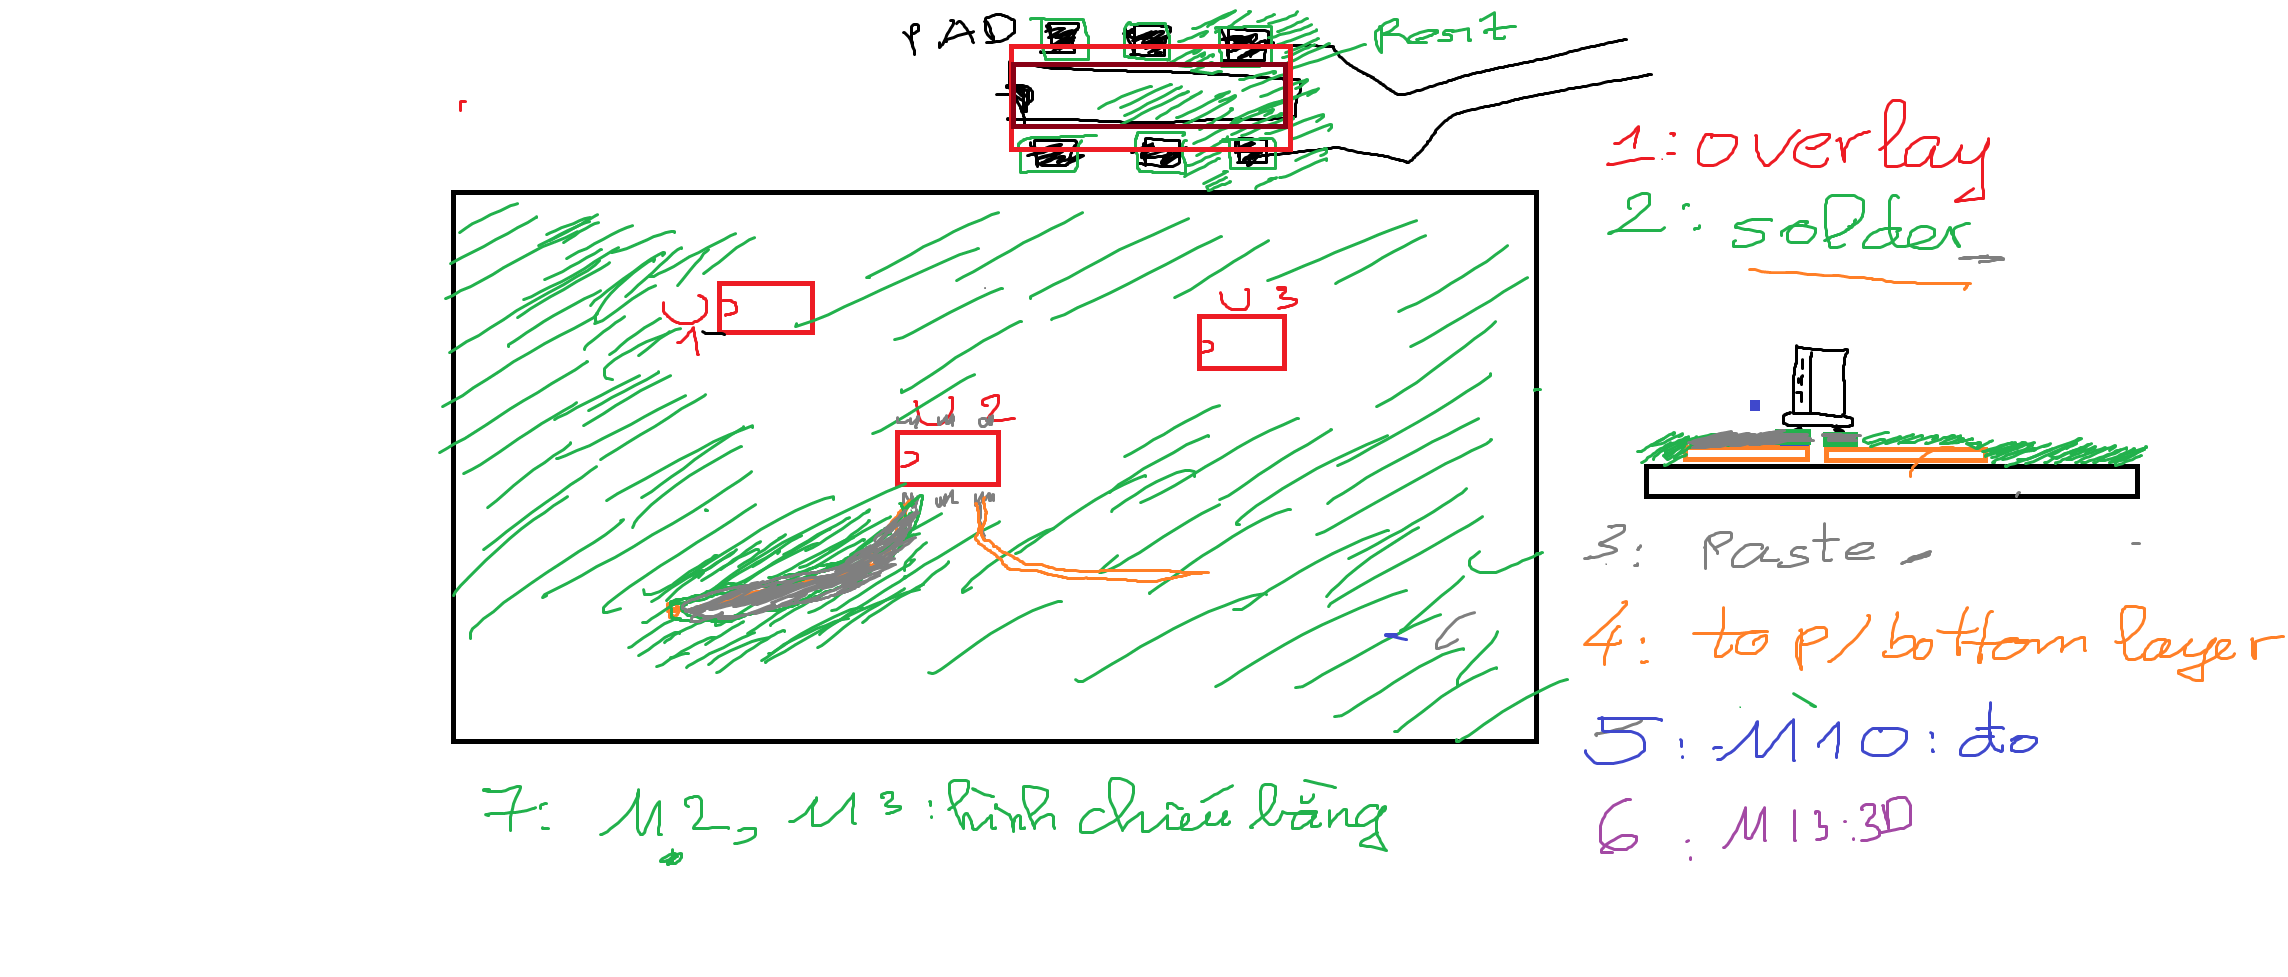 PAD
Resit
1: overlay
2: solder
U1
U3
U2
3: Paste
4: top/bottom layer
5: M10: đo
6: M13: 3D
7: M2, M3: hình chiếu bằng